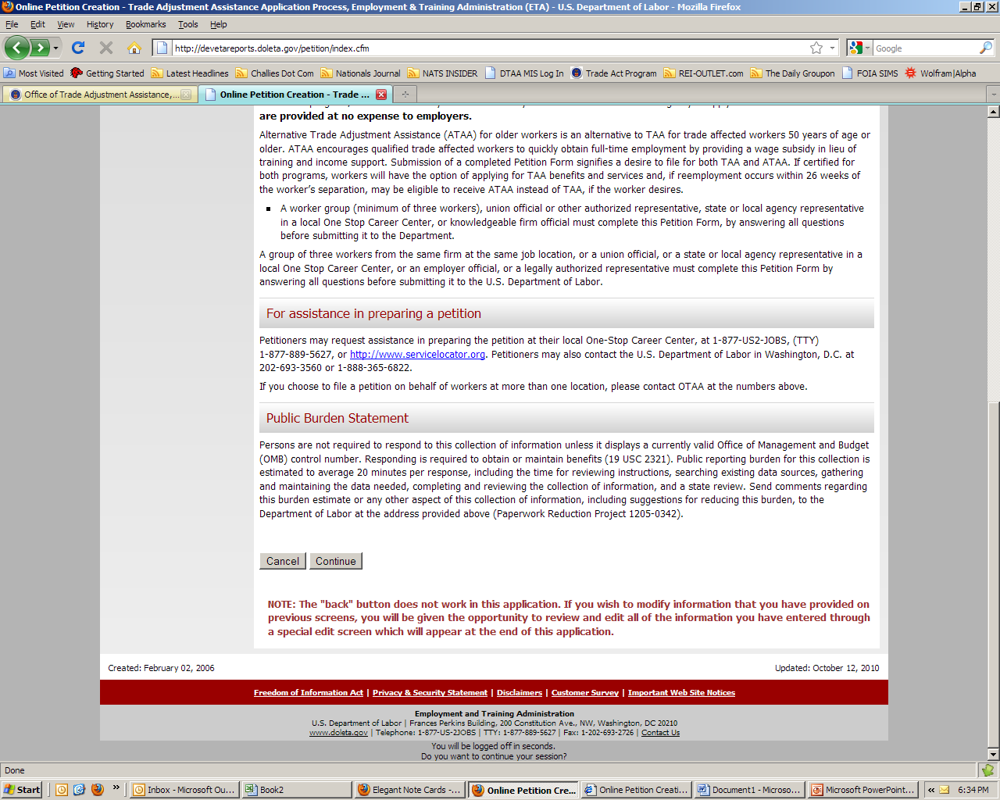 Online Petition Creation - Trade Adjustment Assistance Application Process, Employment & Training Administration (ETA) - U.S. Department of Labor - Mozilla Firefox
File Edit View History Bookmarks Tools Help
http://devetareports.doleta.gov/petition/index.cfm
Google
Most Visited Getting Started Latest Headlines Challies Dot Com Nationals Journal NATS INSIDER DTAA MIS Log In Trade Act Program REI-OUTLET.com The Daily Groupon FOIA SIMS Wolfram|Alpha
Office of Trade Adjustment Assistance,... Online Petition Creation - Trade ...
are provided at no expense to employers.
Alternative Trade Adjustment Assistance (ATAA) for older workers is an alternative to TAA for trade affected workers 50 years of age or
older. ATAA encourages qualified trade affected workers to quickly obtain full-time employment by providing a wage subsidy in lieu of
training and income support. Submission of a completed Petition Form signifies a desire to file for both TAA and ATAA. If certified for
both programs, workers will have the option of applying for TAA benefits and services and, if reemployment occurs within 26 weeks of
the worker's separation, may be eligible to receive ATAA instead of TAA, if the worker desires.
A worker group (minimum of three workers), union official or other authorized representative, state or local agency representative
in a local One Stop Career Center, or knowledgeable firm official must complete this Petition Form, by answering all questions
before submitting it to the Department.
A group of three workers from the same firm at the same job location, or a union official, or a state or local agency representative in a
local One Stop Career Center, or an employer official, or a legally authorized representative must complete this Petition Form by
answering all questions before submitting it to the U.S. Department of Labor.
For assistance in preparing a petition
Petitioners may request assistance in preparing the petition at their local One-Stop Career Center, at 1-877-US2-JOBS, (TTY)
1-877-889-5627, or http://www.servicelocator.org. Petitioners may also contact the U.S. Department of Labor in Washington, D.C. at
202-693-3560 or 1-888-365-6822.
If you choose to file a petition on behalf of workers at more than one location, please contact OTAA at the numbers above.
Public Burden Statement
Persons are not required to respond to this collection of information unless it displays a currently valid Office of Management and Budget
(OMB) control number. Responding is required to obtain or maintain benefits (19 USC 2321). Public reporting burden for this collection is
estimated to average 20 minutes per response, including the time for reviewing instructions, searching existing data sources, gathering
and maintaining the data needed, completing and reviewing the collection of information, and a state review. Send comments regarding
this burden estimate or any other aspect of this collection of information, including suggestions for reducing this burden, to the
Department of Labor at the address provided above (Paperwork Reduction Project 1205-0342).
Cancel Continue
NOTE: The "back" button does not work in this application. If you wish to modify information that you have provided on
previous screens, you will be given the opportunity to review and edit all of the information you have entered through
a special edit screen which will appear at the end of this application.
Created: February 02, 2006 Updated: October 12, 2010
Freedom of Information Act | Privacy & Security Statement | Disclaimers | Customer Survey | Important Web Site Notices
Employment and Training Administration
U.S. Department of Labor | Frances Perkins Building, 200 Constitution Ave., NW, Washington, DC 20210
www.doleta.gov | Telephone: 1-877-US-2JOBS | TTY: 1-877-889-5627 | Fax: 1-202-693-2726 | Contact Us
You will be logged off in seconds.
Do you want to continue your session?
Done
Start Inbox - Microsoft Ou... Book2 Elegant Note Cards -... Online Petition Cre... Online Petition Creati... Document1 - Microso... Microsoft PowerPoint... 6:34 PM